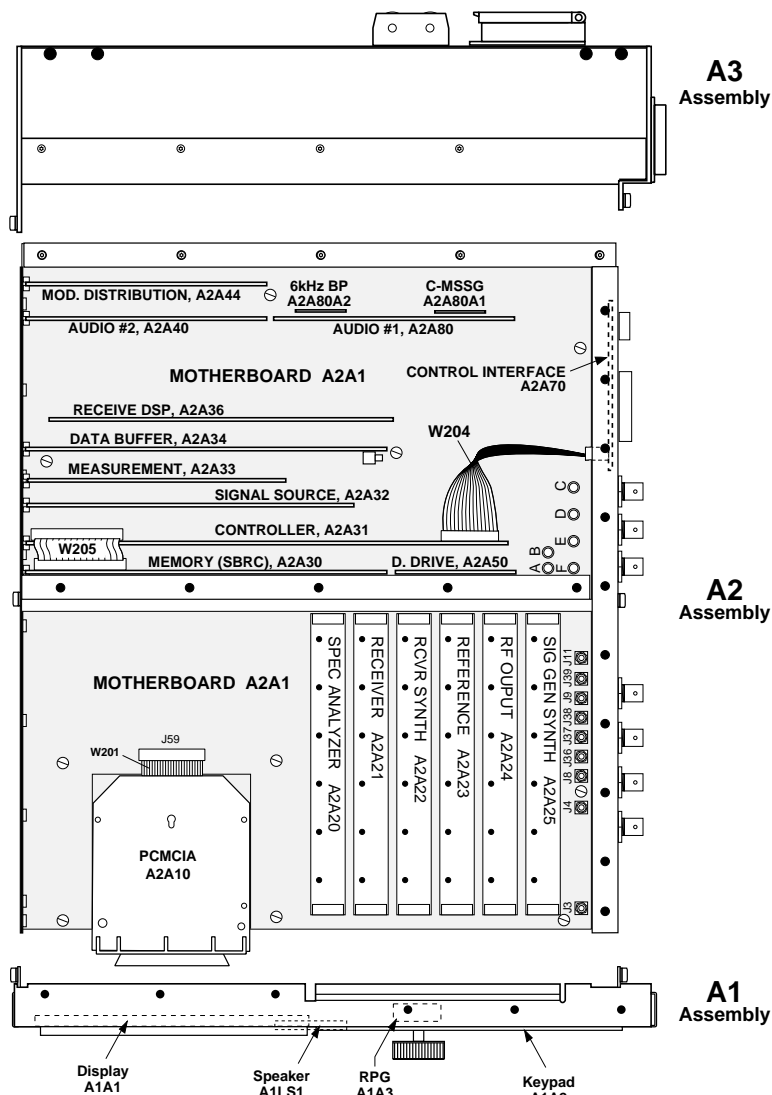 A3
Assembly
MOD. DISTRIBUTION, A2A44
6kHz BP
A2A80A2
C-MSSG
A2A80A1
AUDIO #2, A2A40
AUDIO #1, A2A80
MOTHERBOARD A2A1
CONTROL INTERFACE
A2A70
RECEIVE DSP, A2A36
DATA BUFFER, A2A34
W204
MEASUREMENT, A2A33
SIGNAL SOURCE, A2A32
CONTROLLER, A2A31
W205
MEMORY (SBRC), A2A30
D. DRIVE, A2A50
C
D
E
B
A
F
A2
Assembly
MOTHERBOARD A2A1
SPEC ANALYZER A2A20
RECEIVER A2A21
RCVR SYNTH A2A22
REFERENCE A2A23
RF OUPUT A2A24
SIG GEN SYNTH A2A25
J11
J39
J6
J38
J37
J36
J8
J4
J3
J59
W201
PCMCIA
A2A10
A1
Assembly
Display
A1A1
Speaker
A1LS1
RPG
A1A3
Keypad